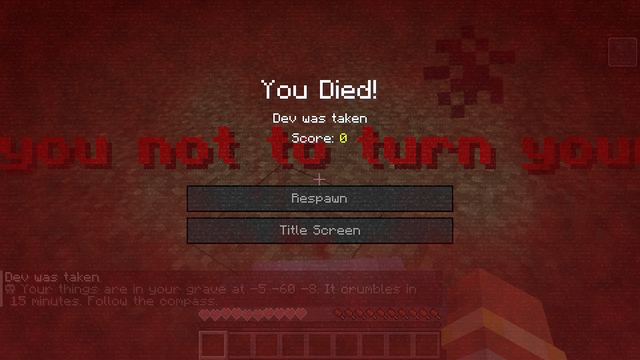 You Died!
Dev was taken
Score: 0
you not to turn you
Respawn
Title Screen
Dev was taken
☠ Your things are in your grave at -5 -60 -8. It crumbles in
15 minutes. Follow the compass.